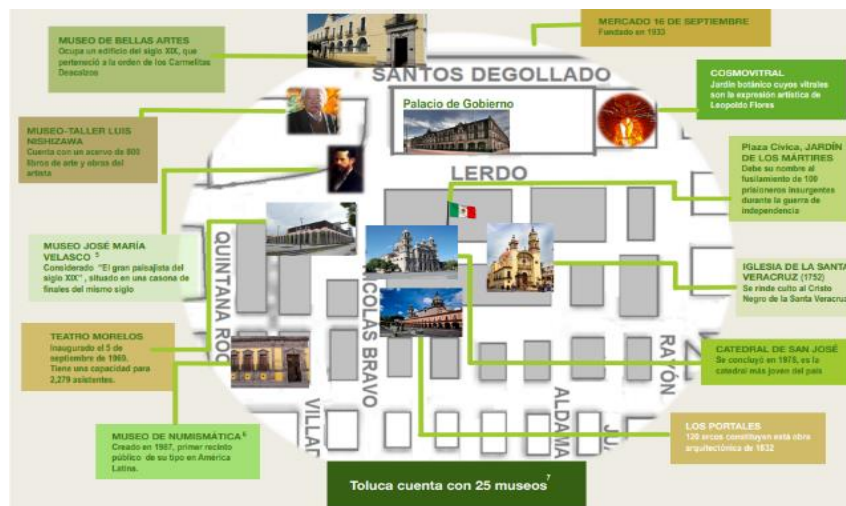 MUSEO DE BELLAS ARTES
Ocupa un edificio del siglo XIX, que
perteneció a la orden de los Carmelitas
Descalzos
MERCADO 16 DE SEPTIEMBRE
Fundado en 1933
SANTOS DEGOLLADO
COSMOVITRAL
Jardín botánico cuyos vitrales
son la expresión artística de
Leopoldo Flores
Palacio de Gobierno
MUSEO-TALLER LUIS
NISHIZAWA
Cuenta con un acervo de 800
libros de arte y obras del
artista
LERDO
Plaza Cívica, JARDÍN
DE LOS MÁRTIRES
Debe su nombre al
fusilamiento de 100
prisioneros insurgentes
durante la guerra de
independencia
MUSEO JOSÉ MARÍA
VELASCO 5
Considerado "El gran paisajista del
siglo XIX", situado en una casona de
finales del mismo siglo
QUINTANA ROO
IGLESIA DE LA SANTA
VERACRUZ (1752)
Se rinde culto al Cristo
Negro de la Santa Veracruz
TEATRO MORELOS
Inaugurado el 5 de
septiembre de 1969.
Tiene una capacidad para
2,279 asistentes.
COLAS BRAVO
RAYÓN
CATEDRAL DE SAN JOSÉ
Se concluyó en 1978, es la
catedral más joven del país
VILLAD
ALDAMA
JU
MUSEO DE NUMISMÁTICA 6
Creado en 1987, primer recinto
público de su tipo en América
Latina.
LOS PORTALES
120 arcos constituyen está obra
arquitectónica de 1832
Toluca cuenta con 25 museos 7